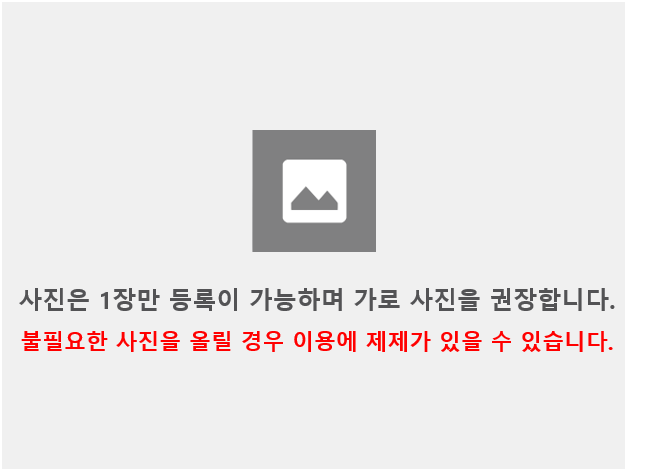 사진은 1장만 등록이 가능하며 가로 사진을 권장합니다.
불필요한 사진을 올릴 경우 이용에 제제가 있을 수 있습니다.